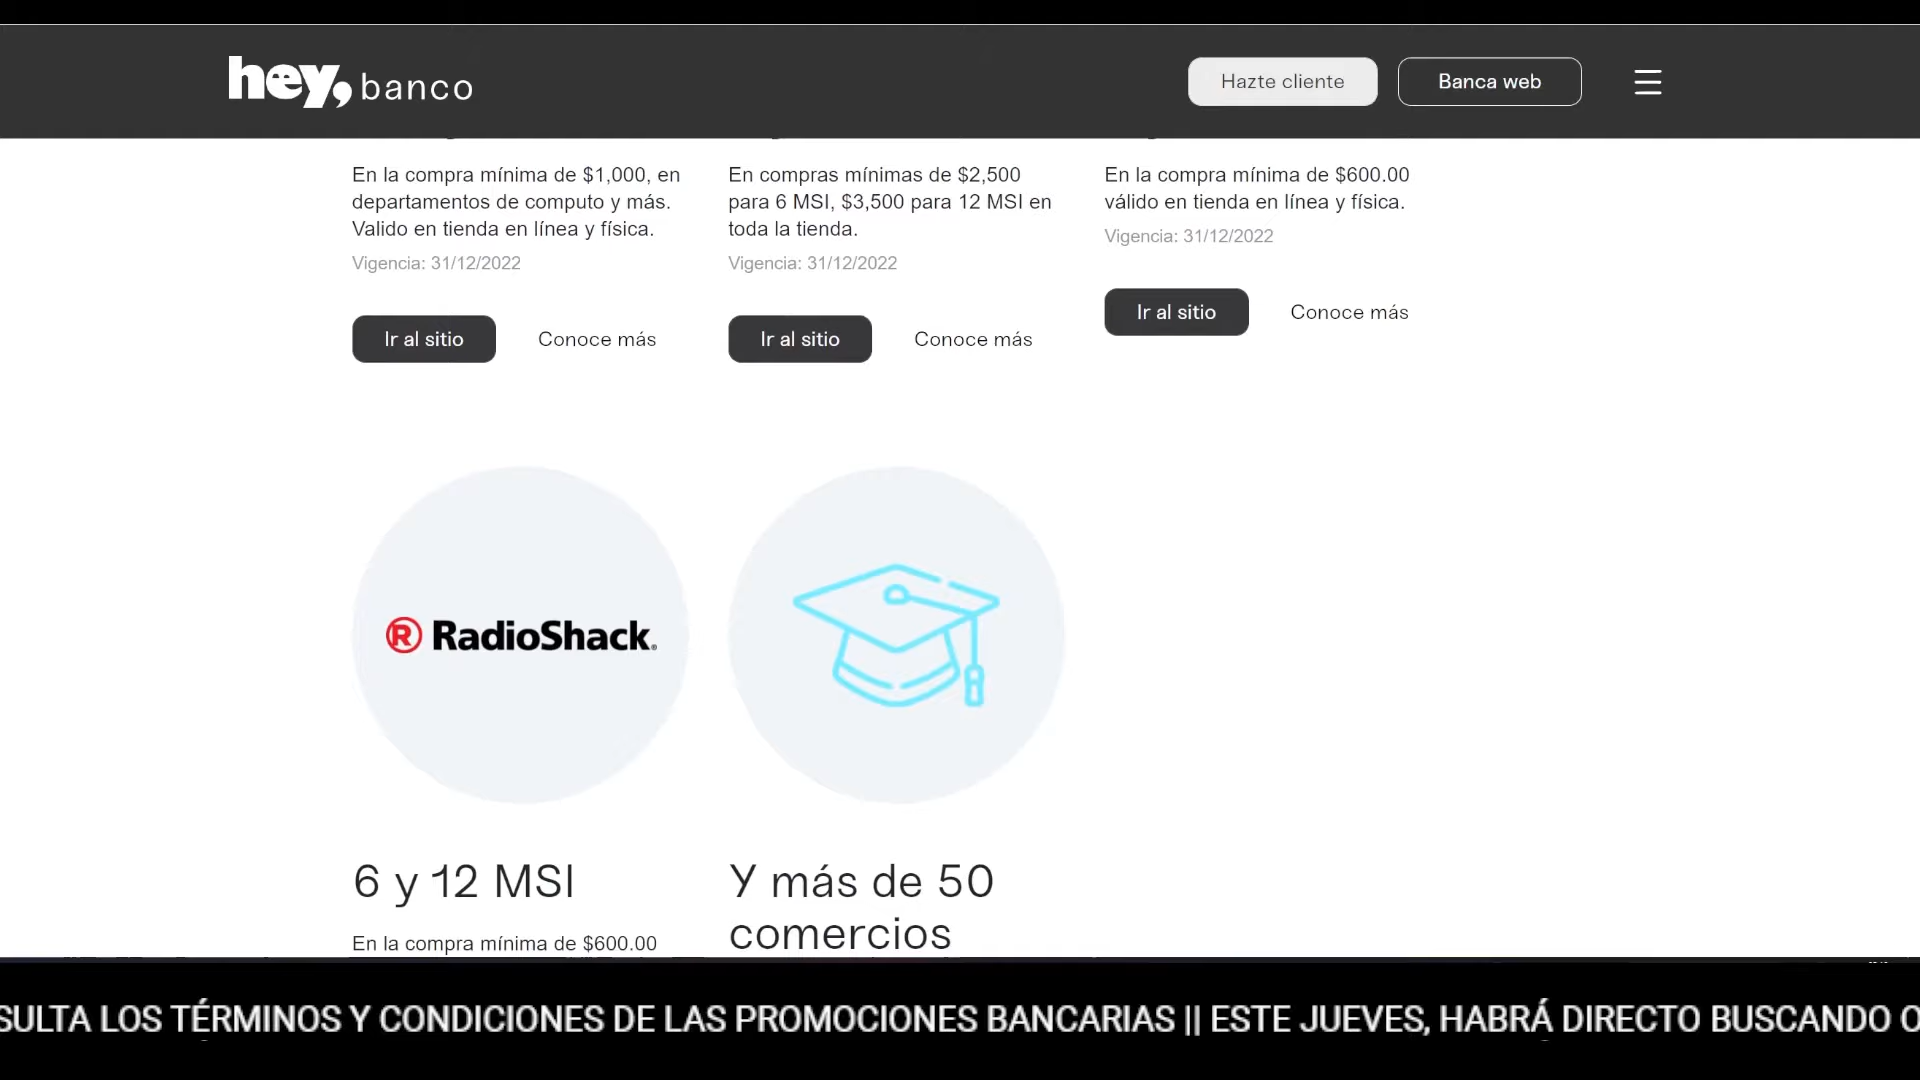 hey, banco
Hazte cliente
Banca web
En la compra mínima de $1,000, en
departamentos de computo y más.
Valido en tienda en línea y física.
Vigencia: 31/12/2022
Ir al sitio
Conoce más
En compras mínimas de $2,500
para 6 MSI, $3,500 para 12 MSI en
toda la tienda.
Vigencia: 31/12/2022
Ir al sitio
Conoce más
En la compra mínima de $600.00
válido en tienda en línea y física.
Vigencia: 31/12/2022
Ir al sitio
Conoce más
R RadioShack.
6 y 12 MSI
En la compra mínima de $600.00
Y más de 50
comercios
SULTA LOS TÉRMINOS Y CONDICIONES DE LAS PROMOCIONES BANCARIAS || ESTE JUEVES, HABRÁ DIRECTO BUSCANDO O